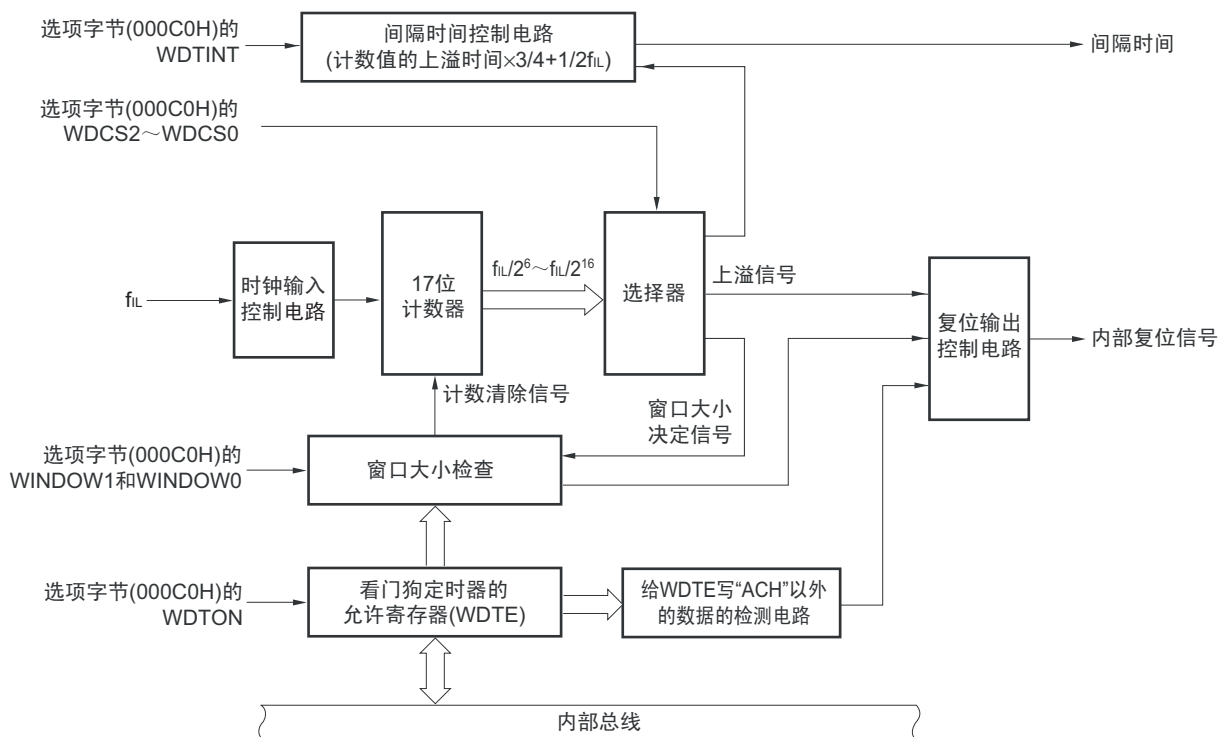 选项字节(000C0H)的
WDTINT
间隔时间控制电路
(计数值的上溢时间×3/4+1/2fIL)
间隔时间
选项字节(000C0H)的
WDCS2～WDCS0
fIL
时钟输入
控制电路
17位
计数器
fIL/2⁶～fIL/2¹⁶
选择器
上溢信号
复位输出
控制电路
内部复位信号
计数清除信号
窗口大小
决定信号
选项字节(000C0H)的
WINDOW1和WINDOW0
窗口大小检查
选项字节(000C0H)的
WDTON
看门狗定时器的
允许寄存器(WDTE)
给WDTE写“ACH”以外
的数据的检测电路
内部总线